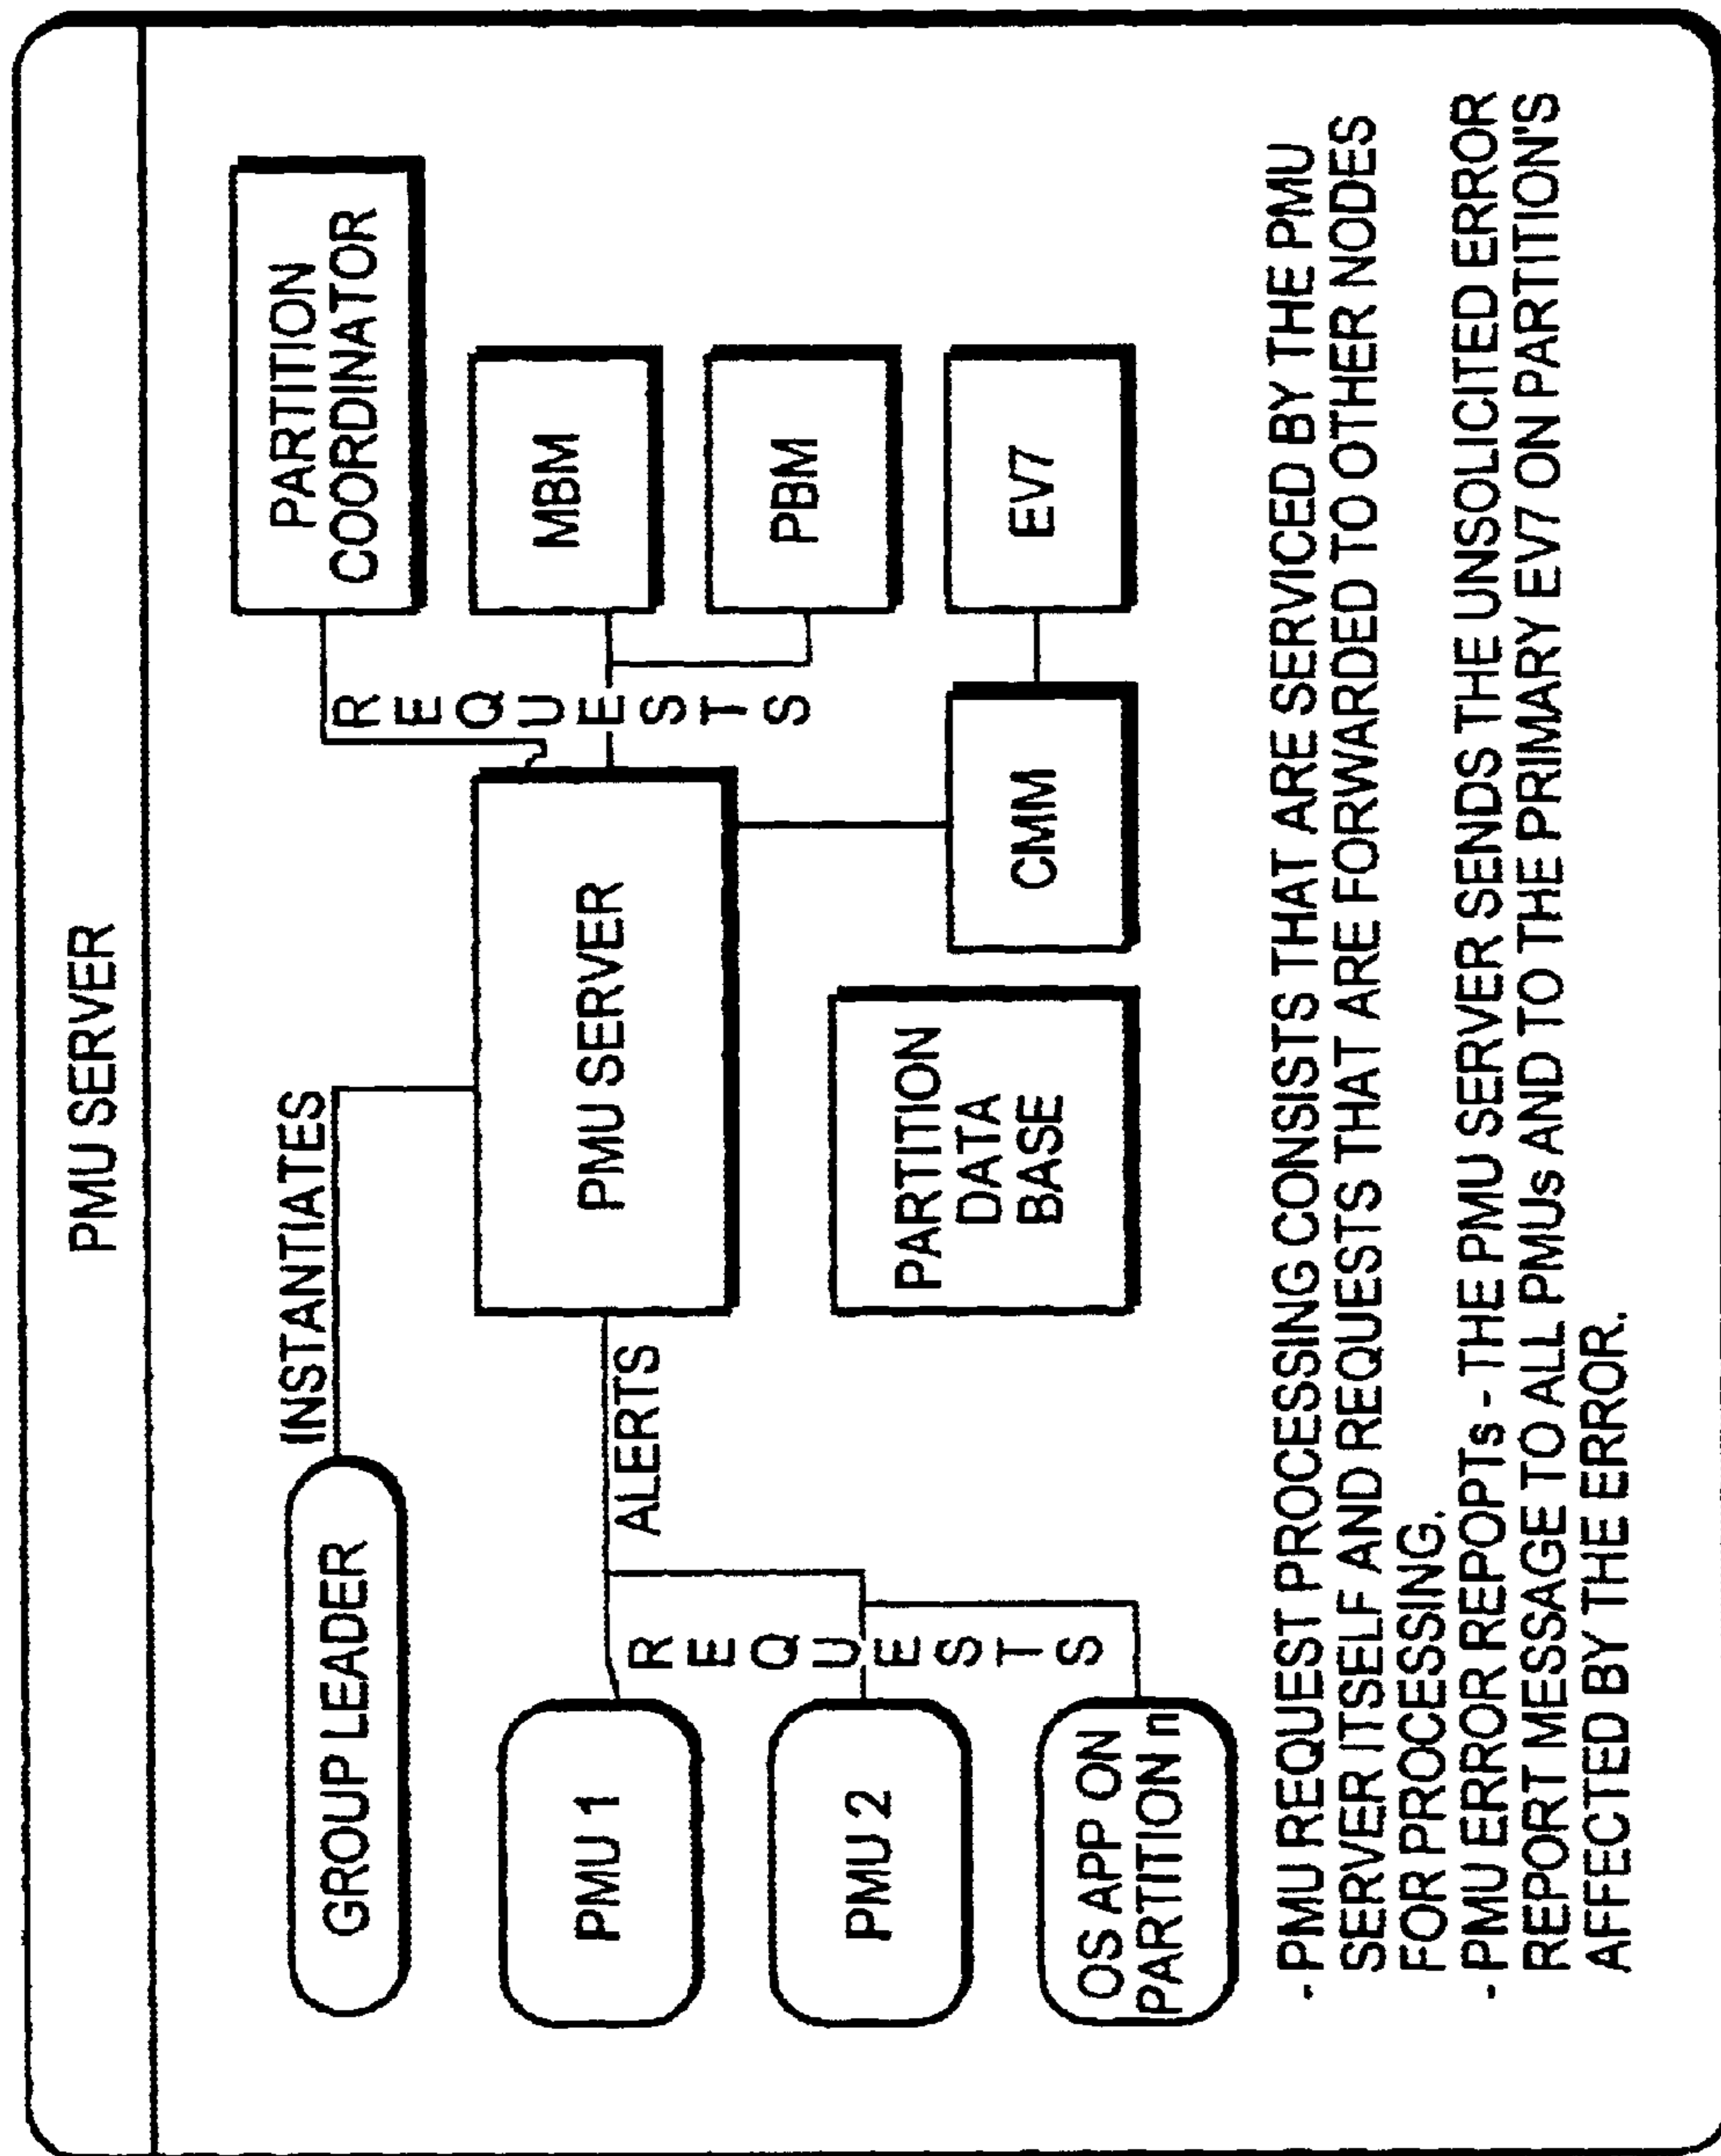 PMU SERVER
GROUP LEADER
INSTANTIATES
PMU 1
PMU 2
OS APP ON
PARTITION n
REQUESTS
ALERTS
PMU SERVER
PARTITION
DATA
BASE
REQUESTS
PARTITION
COORDINATOR
MBM
PBM
CMM
EV7
- PMU REQUEST PROCESSING CONSISTS THAT ARE SERVICED BY THE PMU
SERVER ITSELF AND REQUESTS THAT ARE FORWARDED TO OTHER NODES
FOR PROCESSING.
- PMU ERROR REPOPTs - THE PMU SERVER SENDS THE UNSOLICITED ERROR
REPORT MESSAGE TO ALL PMUs AND TO THE PRIMARY EV7 ON PARTITION'S
AFFECTED BY THE ERROR.